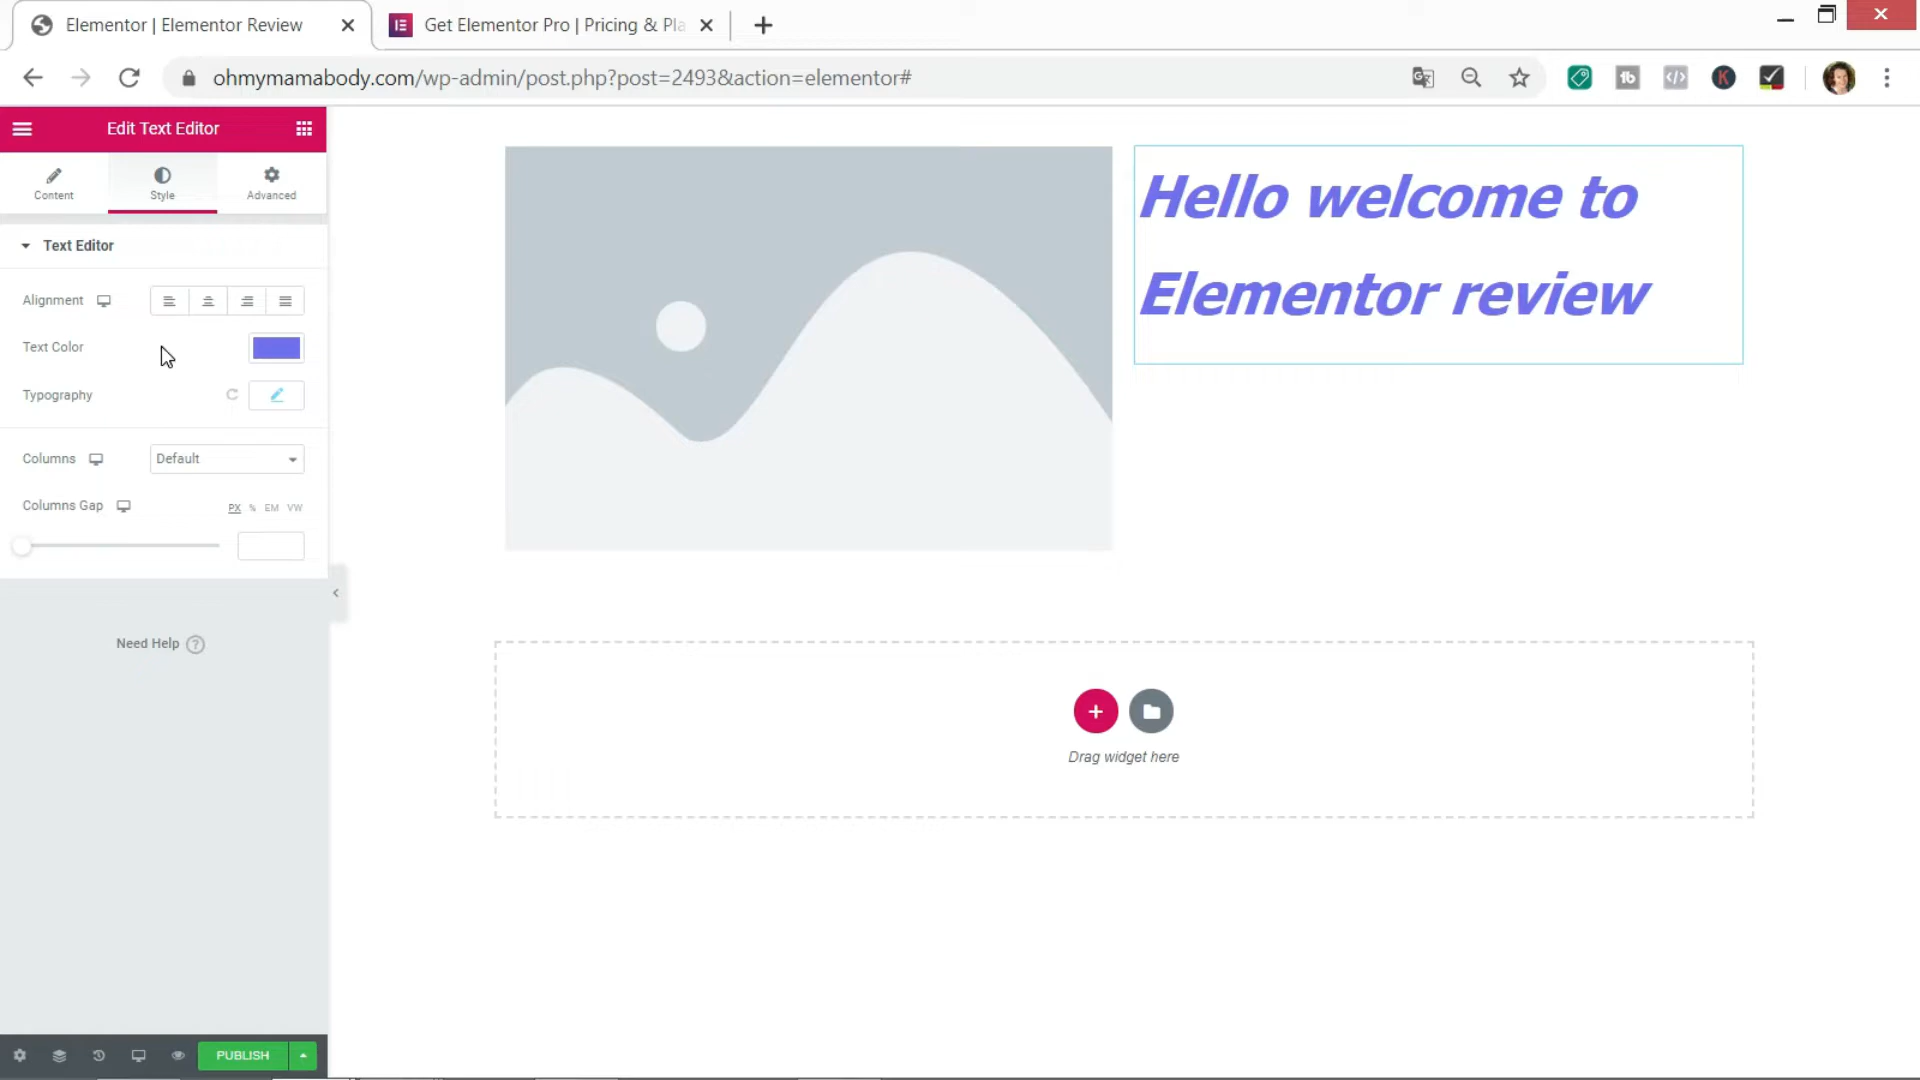 Elementor | Elementor Review
Get Elementor Pro | Pricing & Pla
ohmymamabody.com/wp-admin/post.php?post=2493&action=elementor#
Edit Text Editor
Content
Style
Advanced
Text Editor
Alignment
Text Color
Typography
Columns
Default
Columns Gap
PX % EM VW
Need Help ?
PUBLISH
Hello welcome to
Elementor review
Drag widget here